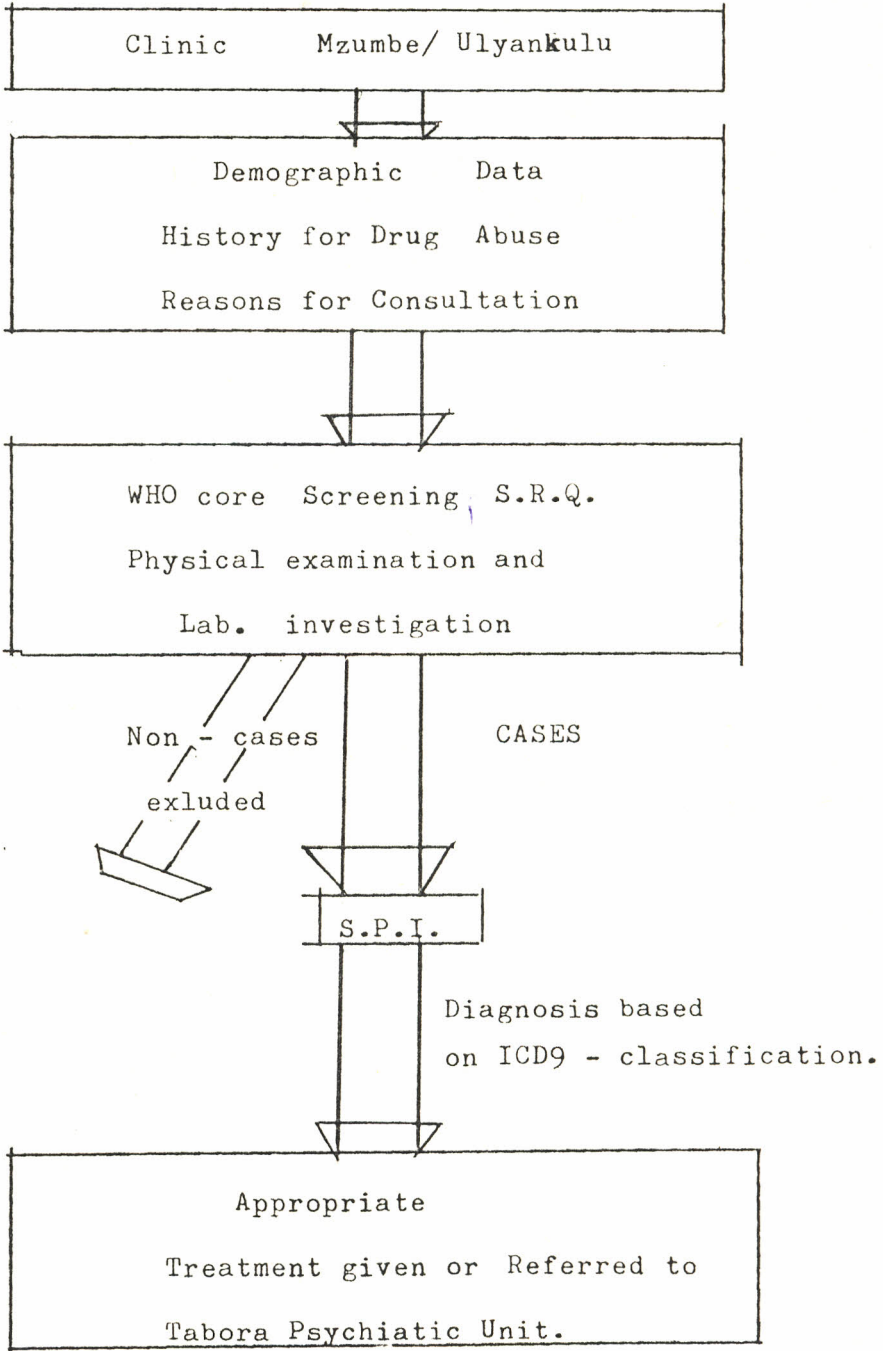 Clinic Mzumbe/ Ulyankulu
Demographic Data
History for Drug Abuse
Reasons for Consultation
WHO core Screening S.R.Q.
Physical examination and
Lab. investigation
Non - cases
exluded
CASES
S.P.I.
Diagnosis based
on ICD9 - classification.
Appropriate
Treatment given or Referred to
Tabora Psychiatic Unit.